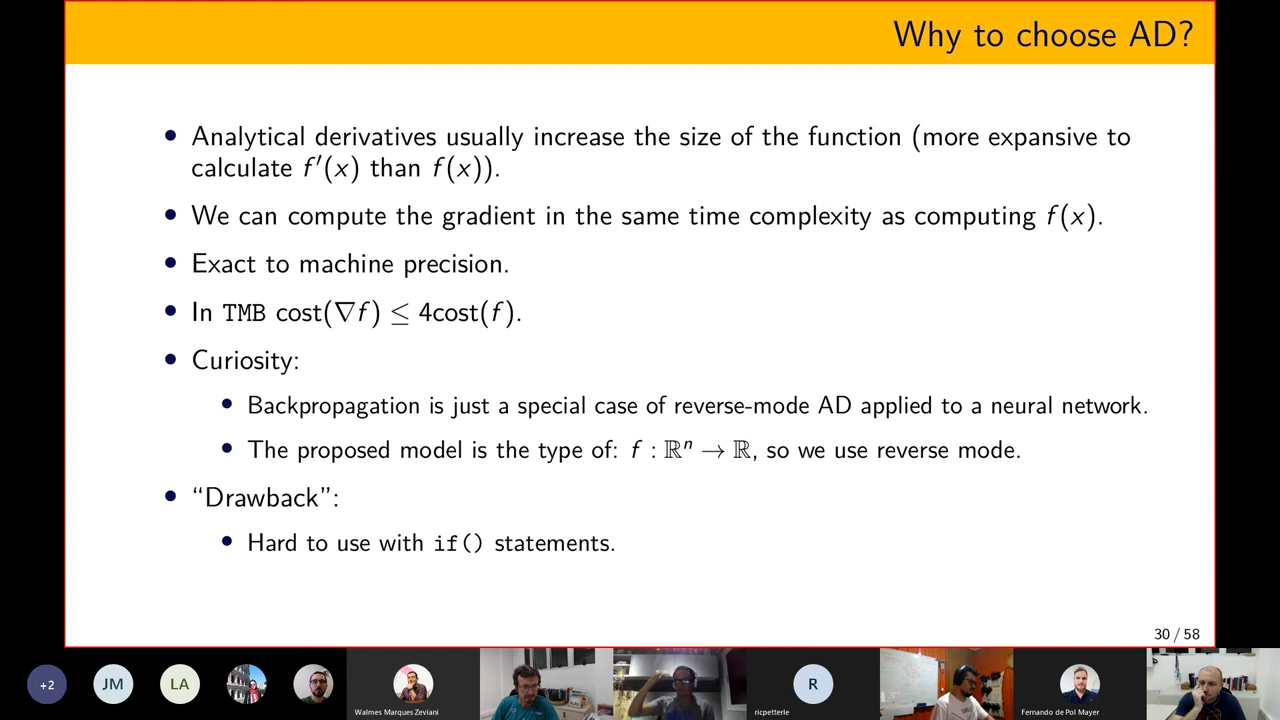 Why to choose AD?
• Analytical derivatives usually increase the size of the function (more expansive to
calculate f′(x) than f(x)).
• We can compute the gradient in the same time complexity as computing f(x).
• Exact to machine precision.
• In TMB cost(∇f) ≤ 4cost(f).
• Curiosity:
• Backpropagation is just a special case of reverse-mode AD applied to a neural network.
• The proposed model is the type of: f : ℝⁿ → ℝ, so we use reverse mode.
• “Drawback”:
• Hard to use with if() statements.
30 / 58
+2
JM
LA
Walmes Marques Zeviani
R
ricpetterle
Fernando de Pol Mayer